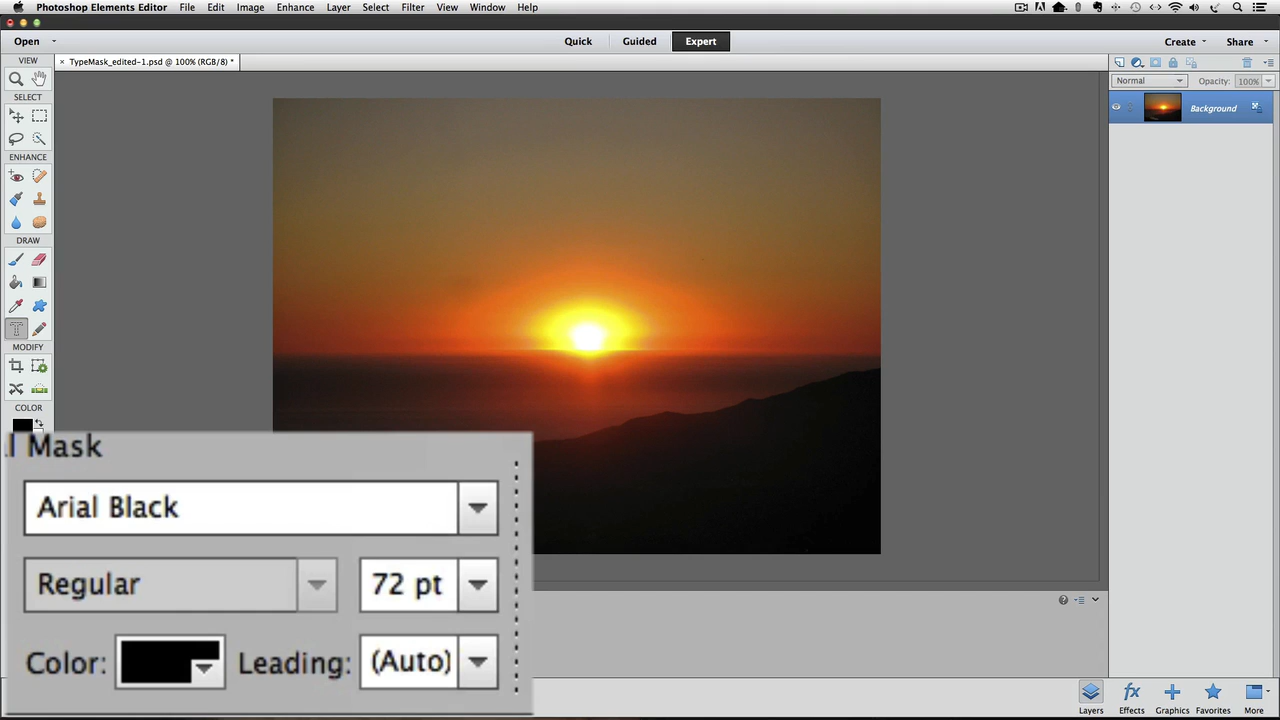 Photoshop Elements Editor File Edit Image Enhance Layer Select Filter View Window Help
Open Quick Guided Expert Create Share
VIEW
× TypeMask_edited-1.psd @ 100% (RGB/8) *
Normal Opacity: 100%
SELECT
Background
ENHANCE
DRAW
MODIFY
COLOR
l Mask
Arial Black
Regular 72 pt
Color: Leading: (Auto)
Layers Effects Graphics Favorites More